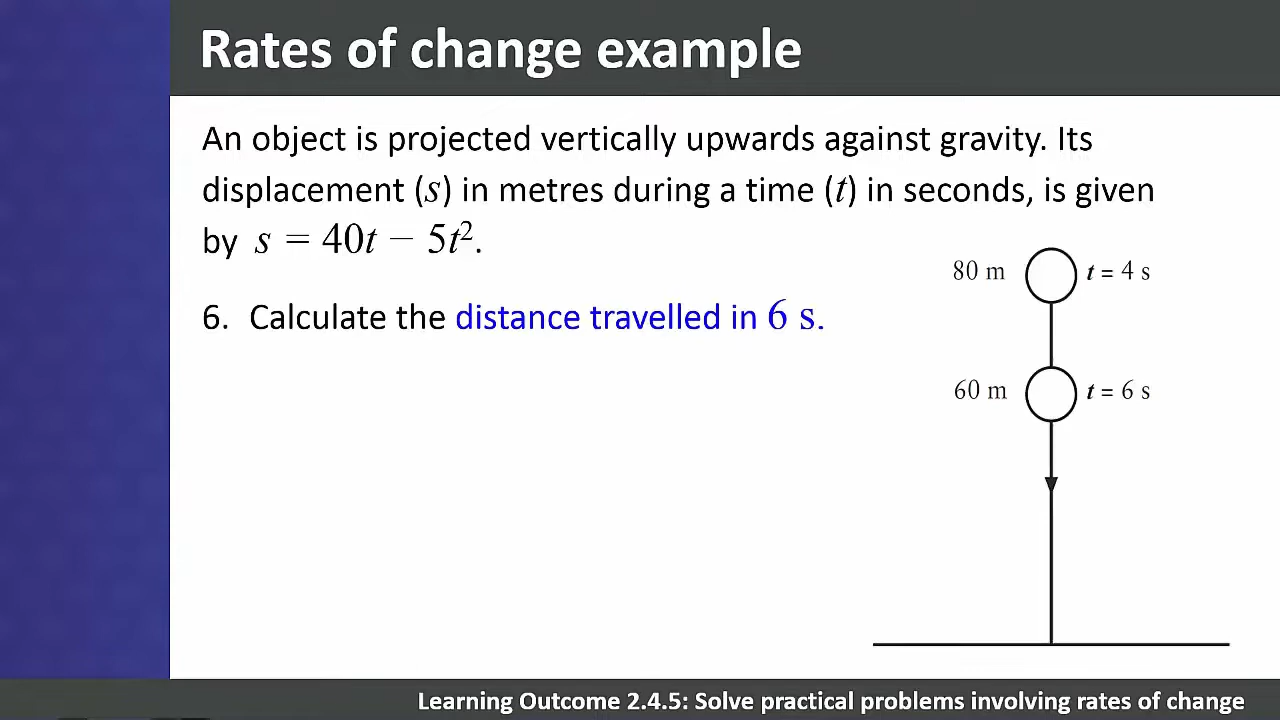 Rates of change example
An object is projected vertically upwards against gravity. Its
displacement (s) in metres during a time (t) in seconds, is given
by s = 40t − 5t².
80 m t = 4 s
6. Calculate the distance travelled in 6 s.
60 m t = 6 s
Learning Outcome 2.4.5: Solve practical problems involving rates of change